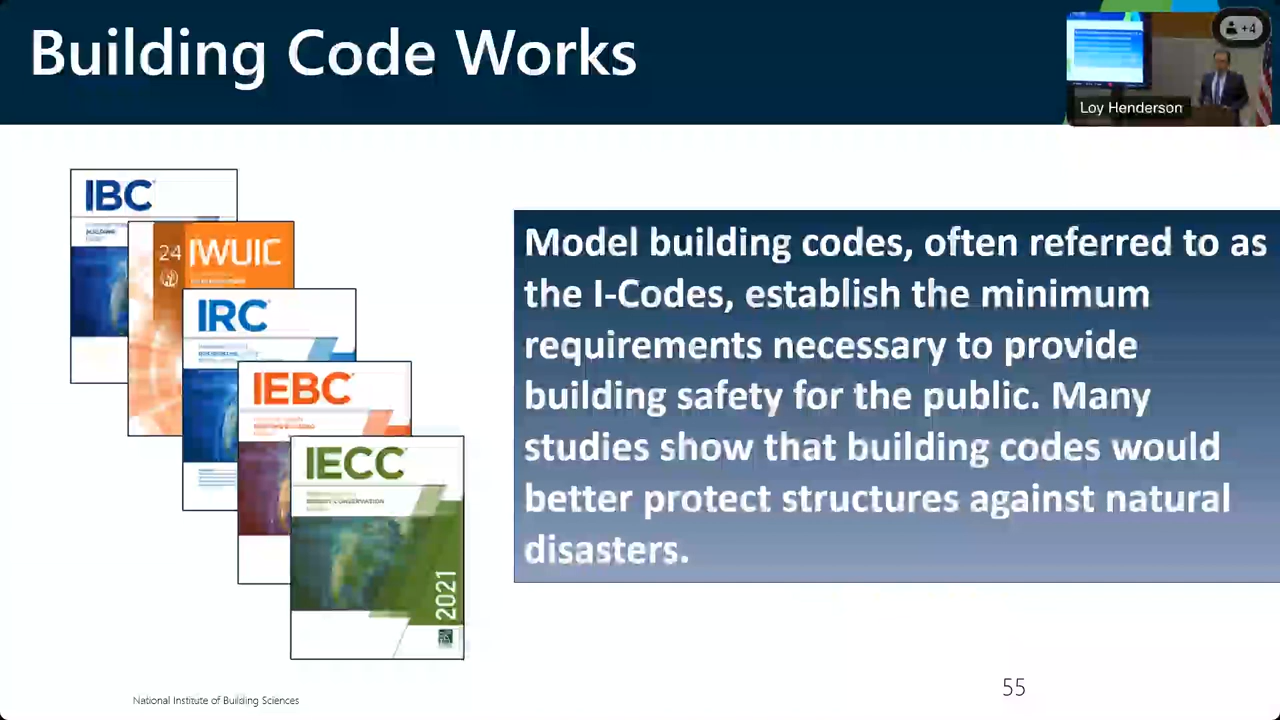 Building Code Works
+4
Loy Henderson
IBC
24 IWUIC
IRC
IEBC
IECC
2021
Model building codes, often referred to as
the I-Codes, establish the minimum
requirements necessary to provide
building safety for the public. Many
studies show that building codes would
better protect structures against natural
disasters.
National Institute of Building Sciences
55